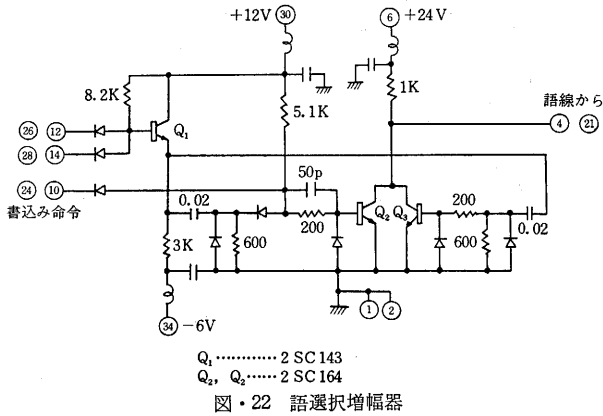 +12V 30
6 +24V
8.2K
1K
語線から
5.1K
4 21
26 12
Q1
28 14
50p
24 10
書込み命令
0.02
Q2 Q3
200
200
0.02
3K
600
600
1 2
34 −6V
Q1 ············ 2 SC 143
Q2, Q2 ······ 2 SC 164
図・22 語選択増幅器